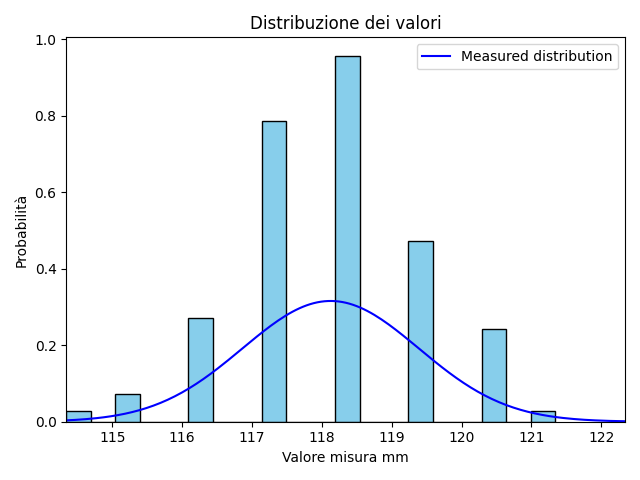 Distribuzione dei valori
Measured distribution
Probabilità
1.0
0.8
0.6
0.4
0.2
0.0
115 116 117 118 119 120 121 122
Valore misura mm